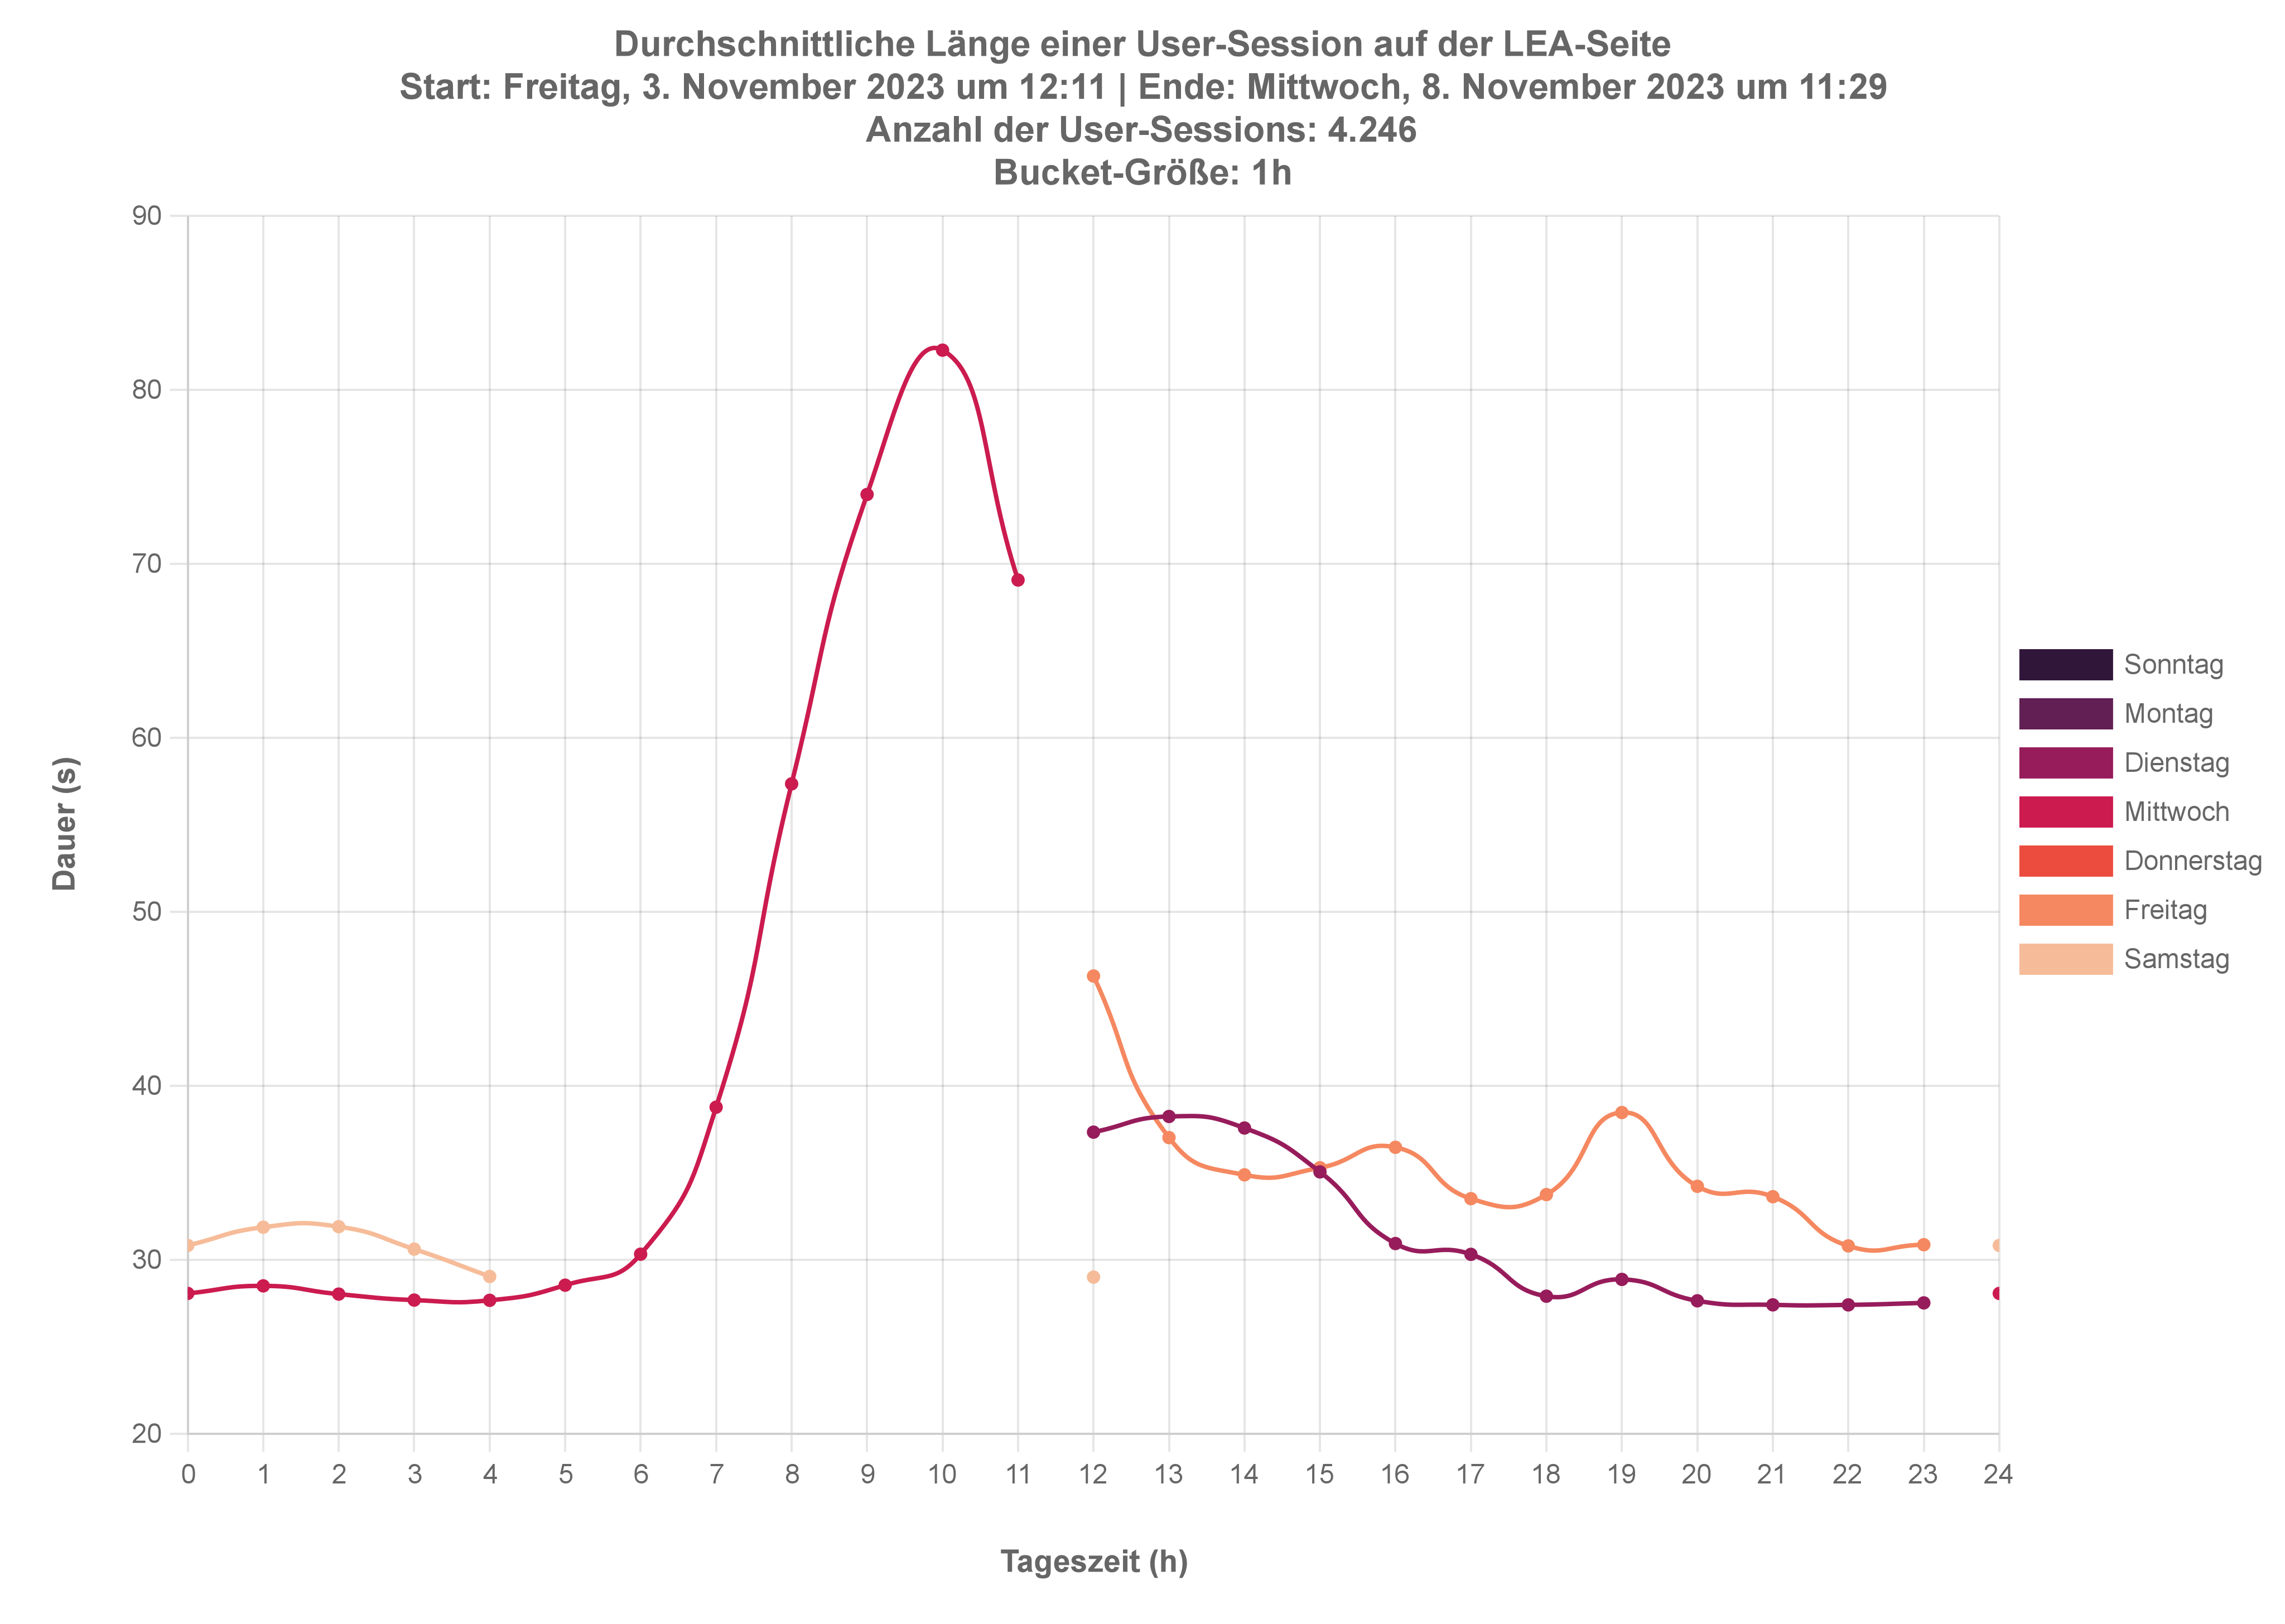 Durchschnittliche Länge einer User-Session auf der LEA-Seite
Start: Freitag, 3. November 2023 um 12:11 | Ende: Mittwoch, 8. November 2023 um 11:29
Anzahl der User-Sessions: 4.246
Bucket-Größe: 1h
90
80
70
60
50
40
30
20
Dauer (s)
0 1 2 3 4 5 6 7 8 9 10 11 12 13 14 15 16 17 18 19 20 21 22 23 24
Tageszeit (h)
Sonntag
Montag
Dienstag
Mittwoch
Donnerstag
Freitag
Samstag